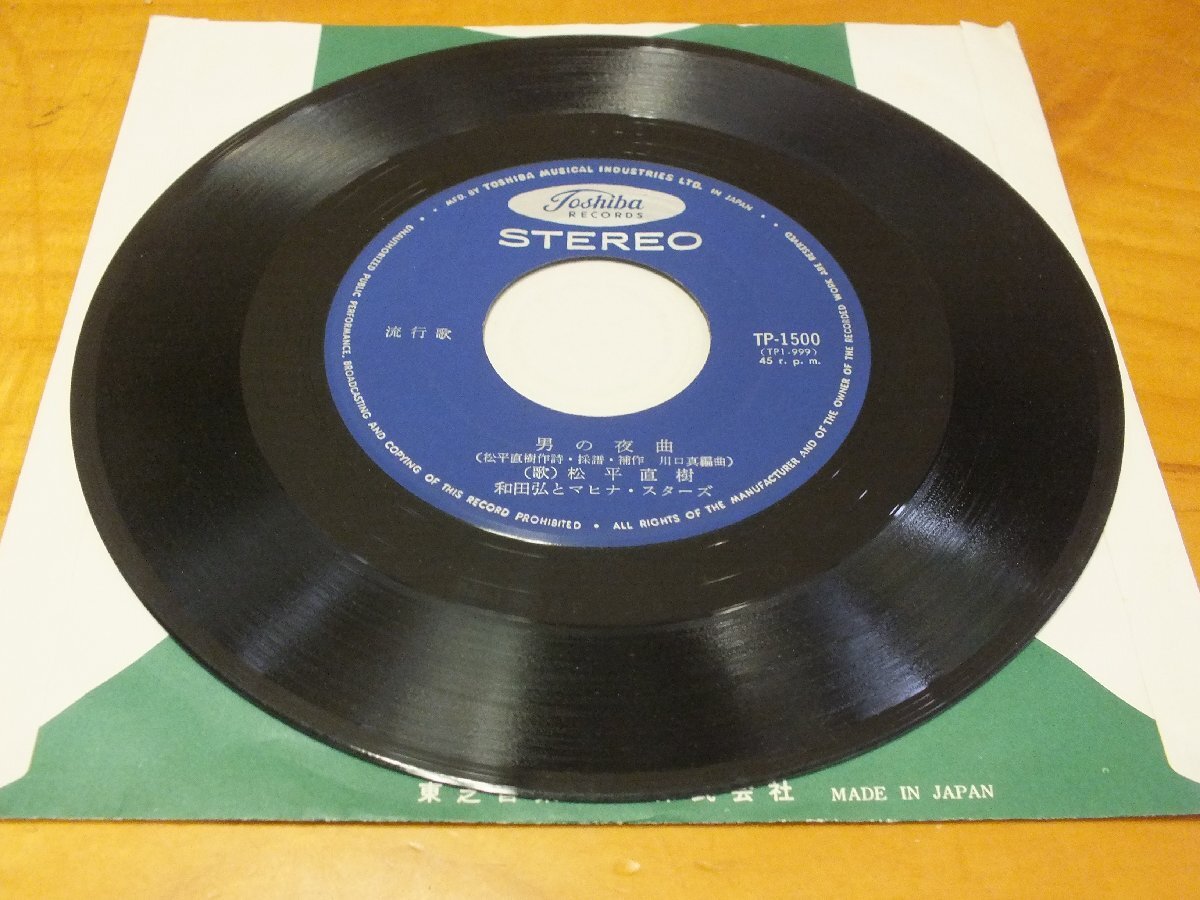 MFD. BY TOSHIBA MUSICAL INDUSTRIES LTD. IN JAPAN
Toshiba
RECORDS
STEREO
流行歌
TP-1500
(TP1-999)
45 r. p. m.
男の夜曲
(松平直樹作詩・採譜・補作 川口真編曲)
(歌) 松平直樹
和田弘とマヒナ・スターズ
UNAUTHORIZED PUBLIC PERFORMANCE, BROADCASTING AND COPYING OF THIS RECORD PROHIBITED • ALL RIGHTS OF THE MANUFACTURER AND OF THE OWNER OF THE RECORDED WORK ARE RESERVED
東芝音 式会社 MADE IN JAPAN